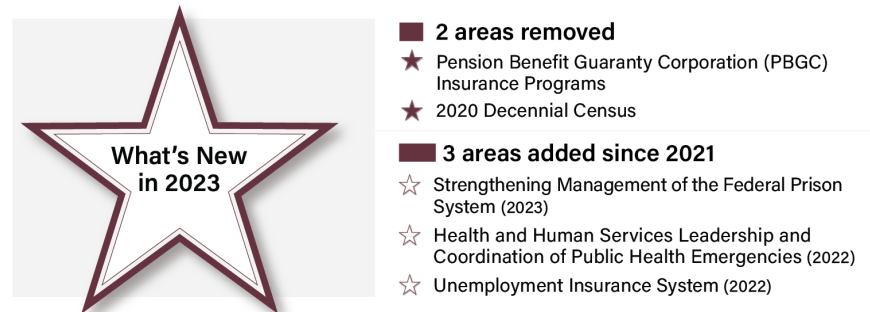 What's New
in 2023
2 areas removed
Pension Benefit Guaranty Corporation (PBGC)
Insurance Programs
2020 Decennial Census
3 areas added since 2021
Strengthening Management of the Federal Prison
System (2023)
Health and Human Services Leadership and
Coordination of Public Health Emergencies (2022)
Unemployment Insurance System (2022)